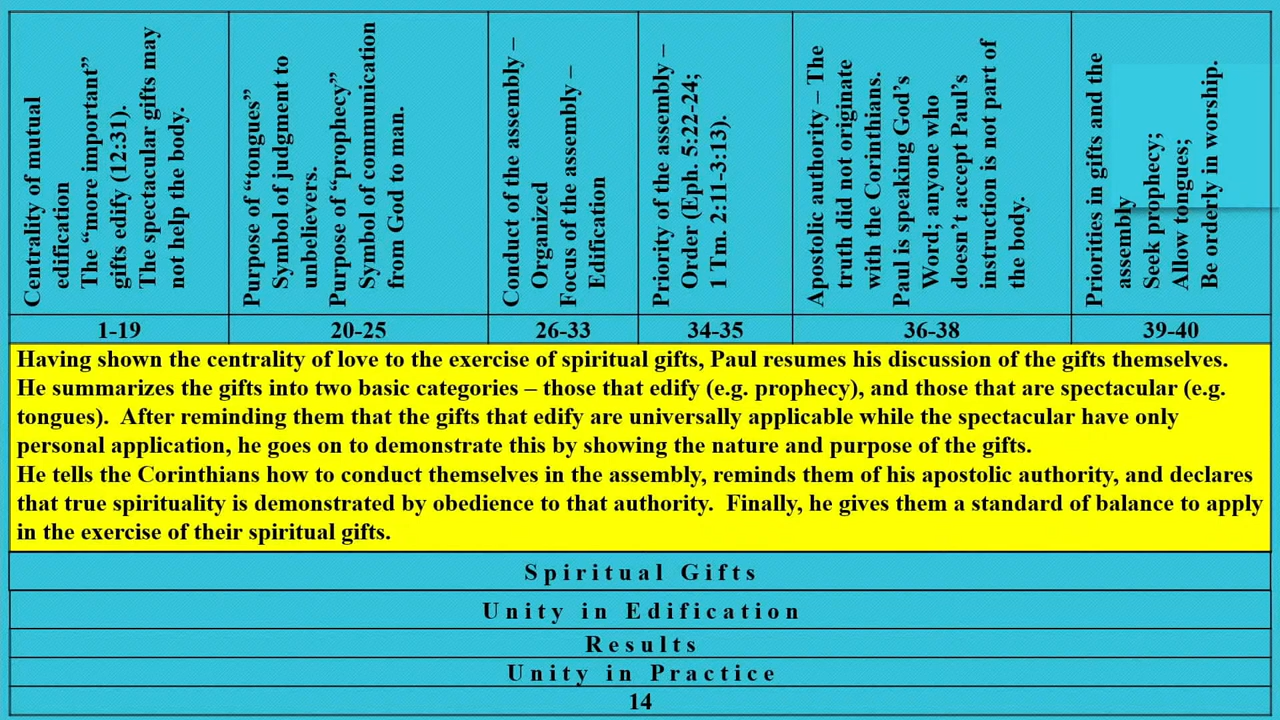 Centrality of mutual
edification
The “more important”
gifts edify (12:31).
The spectacular gifts may
not help the body.
Purpose of “tongues”
Symbol of judgment to
unbelievers.
Purpose of “prophecy”
Symbol of communication
from God to man.
Conduct of the assembly –
Organized
Focus of the assembly –
Edification
Priority of the assembly –
Order (Eph. 5:22-24;
1 Tm. 2:11-3:13).
Apostolic authority – The
truth did not originate
with the Corinthians.
Paul is speaking God’s
Word; anyone who
doesn’t accept Paul’s
instruction is not part of
the body.
Priorities in gifts and the
assembly
Seek prophecy;
Allow tongues;
Be orderly in worship.
1-19
20-25
26-33
34-35
36-38
39-40
Having shown the centrality of love to the exercise of spiritual gifts, Paul resumes his discussion of the gifts themselves.
He summarizes the gifts into two basic categories – those that edify (e.g. prophecy), and those that are spectacular (e.g.
tongues).  After reminding them that the gifts that edify are universally applicable while the spectacular have only
personal application, he goes on to demonstrate this by showing the nature and purpose of the gifts.
He tells the Corinthians how to conduct themselves in the assembly, reminds them of his apostolic authority, and declares
that true spirituality is demonstrated by obedience to that authority.  Finally, he gives them a standard of balance to apply
in the exercise of their spiritual gifts.
Spiritual Gifts
Unity in Edification
Results
Unity in Practice
14